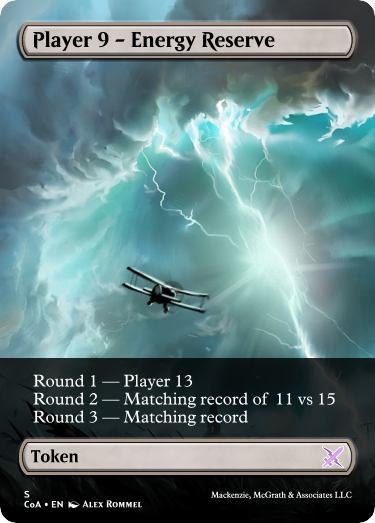 Player 9 – Energy Reserve
Round 1 — Player 13
Round 2 — Matching record of 11 vs 15
Round 3 — Matching record
Token
S
CoA • EN Alex Rommel
Mackenzie, McGrath & Associates LLC